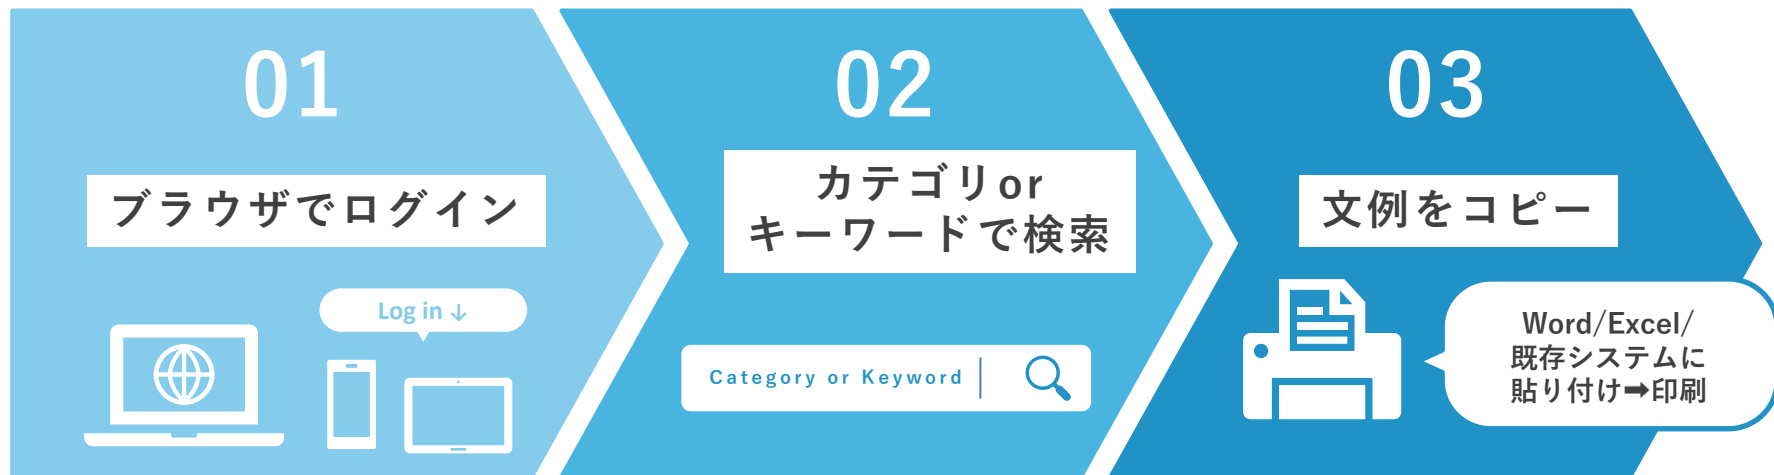 01
ブラウザでログイン
Log in ↓
02
カテゴリor
キーワードで検索
Category or Keyword
03
文例をコピー
Word/Excel/
既存システムに
貼り付け➡印刷